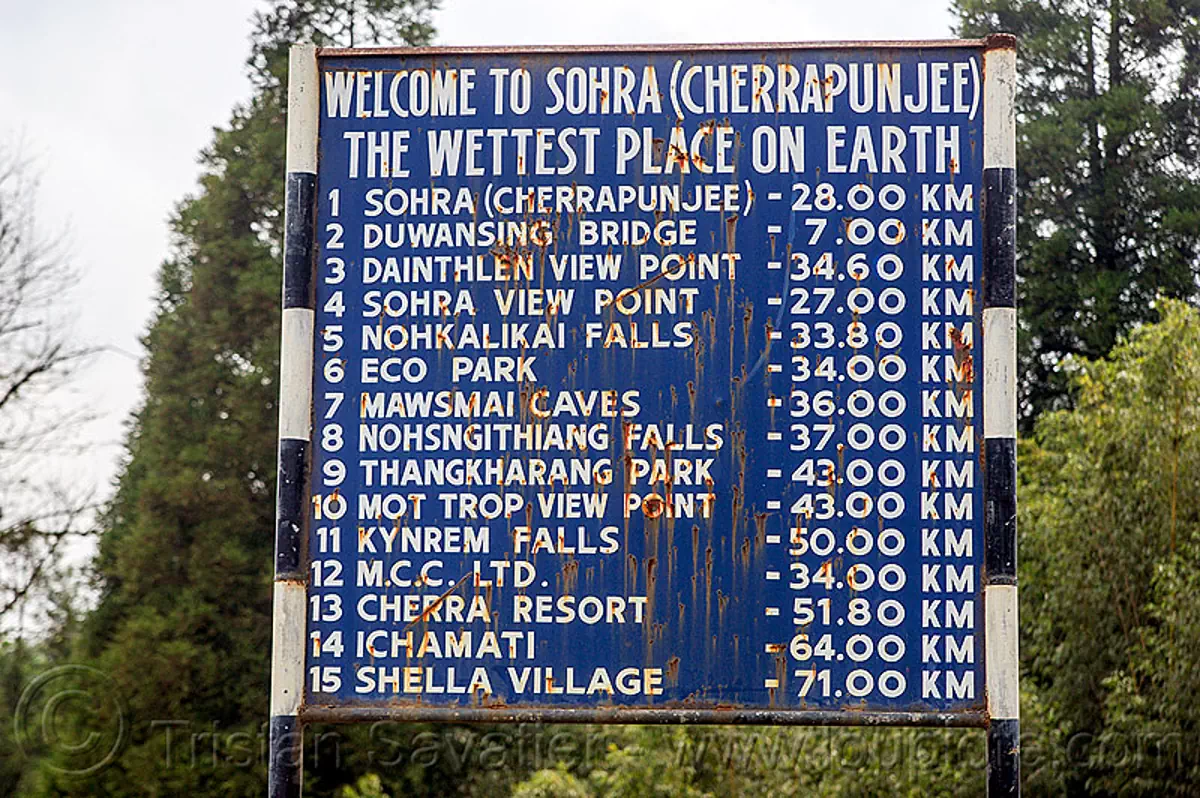 WELCOME TO SOHRA (CHERRAPUNJEE)
THE WETTEST PLACE ON EARTH
1 SOHRA (CHERRAPUNJEE) - 28.00 KM
2 DUWANSING BRIDGE - 7.00 KM
3 DAINTHLEN VIEW POINT - 34.60 KM
4 SOHRA VIEW POINT - 27.00 KM
5 NOHKALIKAI FALLS - 33.80 KM
6 ECO PARK - 34.00 KM
7 MAWSMAI CAVES - 36.00 KM
8 NOHSNGITHIANG FALLS - 37.00 KM
9 THANGKHARANG PARK - 43.00 KM
10 MOT TROP VIEW POINT - 43.00 KM
11 KYNREM FALLS - 50.00 KM
12 M.C.C. LTD. - 34.00 KM
13 CHERRA RESORT - 51.80 KM
14 ICHAMATI - 64.00 KM
15 SHELLA VILLAGE - 71.00 KM
© Tristan Savatier - www.loupiote.com